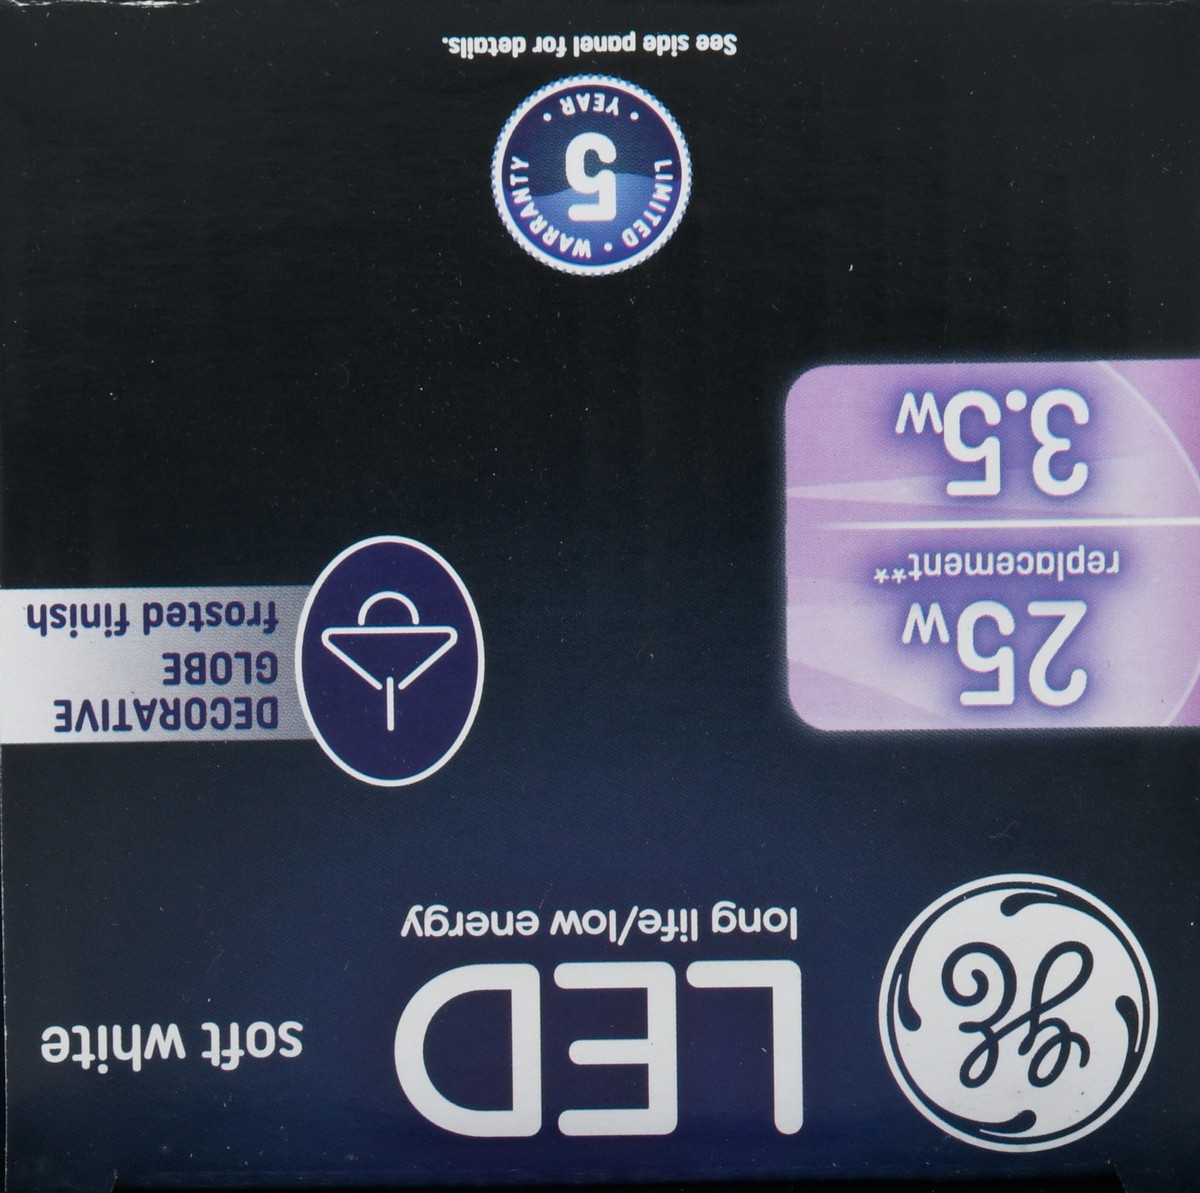 GE
LED
long life/low energy
soft white
25w
replacement**
3.5w
DECORATIVE
GLOBE
frosted finish
LIMITED • WARRANTY
5
• YEAR •
See side panel for details.